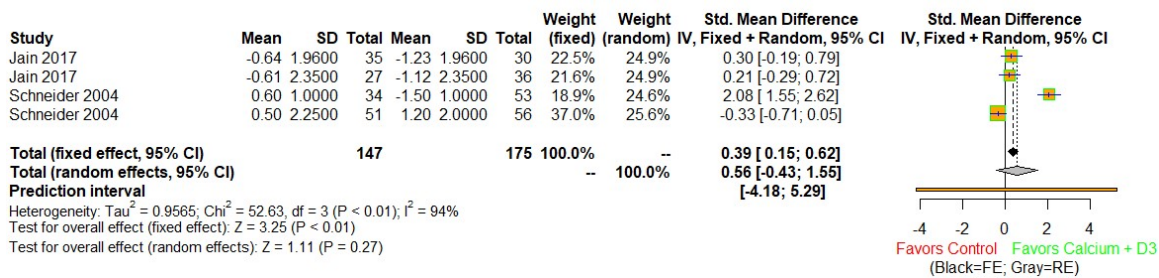 Weight Weight Std. Mean Difference Std. Mean Difference
Study Mean SD Total Mean SD Total (fixed) (random) IV, Fixed + Random, 95% CI IV, Fixed + Random, 95% CI
Jain 2017 -0.64 1.9600 35 -1.23 1.9600 30 22.5% 24.9% 0.30 [-0.19; 0.79]
Jain 2017 -0.61 2.3500 27 -1.12 2.3500 36 21.6% 24.9% 0.21 [-0.29; 0.72]
Schneider 2004 0.60 1.0000 34 -1.50 1.0000 53 18.9% 24.6% 2.08 [ 1.55; 2.62]
Schneider 2004 0.50 2.2500 51 1.20 2.0000 56 37.0% 25.6% -0.33 [-0.71; 0.05]
Total (fixed effect, 95% CI) 147 175 100.0% -- 0.39 [ 0.15; 0.62]
Total (random effects, 95% CI) -- 100.0% 0.56 [-0.43; 1.55]
Prediction interval [-4.18; 5.29]
Heterogeneity: Tau² = 0.9565; Chi² = 52.63, df = 3 (P < 0.01); I² = 94%
Test for overall effect (fixed effect): Z = 3.25 (P < 0.01)
Test for overall effect (random effects): Z = 1.11 (P = 0.27)
-4 -2 0 2 4
Favors Control Favors Calcium + D3
(Black=FE; Gray=RE)